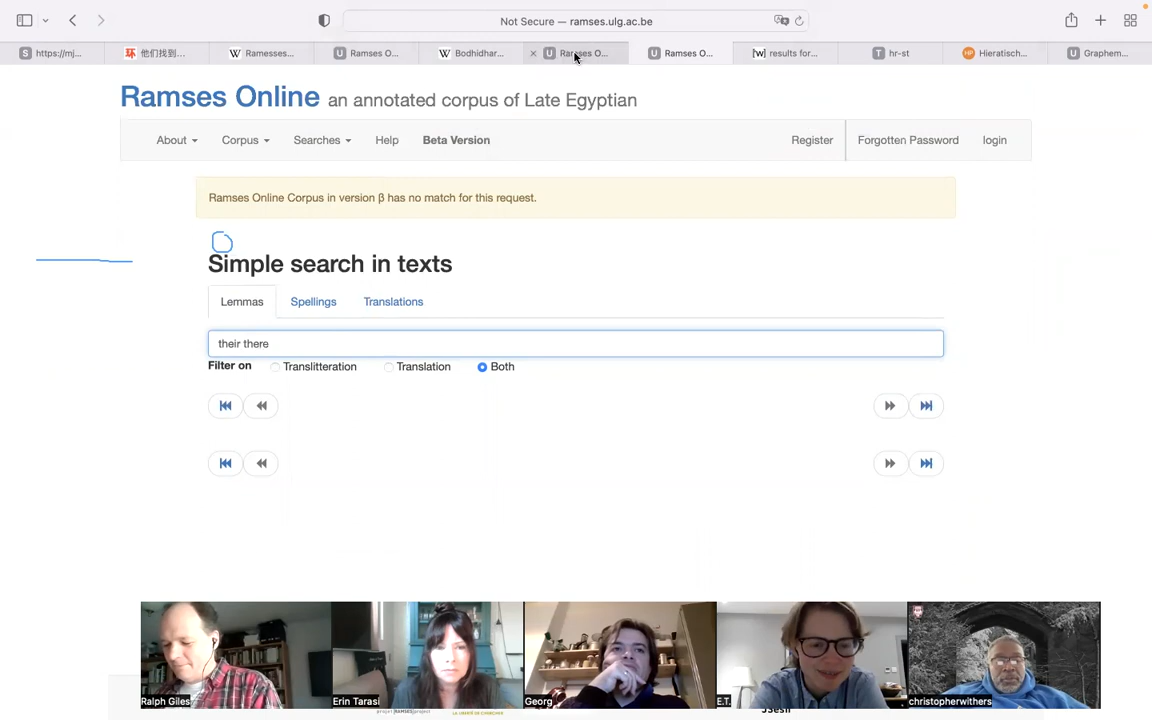 Not Secure — ramses.ulg.ac.be
https://mj...
他们找到...
Ramesses...
Ramses O...
Bodhidhar...
Ramses O...
Ramses O...
results for...
hr-st
Hieratisch...
Graphem...
Ramses Online an annotated corpus of Late Egyptian
About Corpus Searches Help Beta Version Register Forgotten Password login
Ramses Online Corpus in version β has no match for this request.
Simple search in texts
Lemmas Spellings Translations
their there
Filter on Translitteration Translation Both
Ralph Giles
Erin Tarasi
Georg
E.T.
christopherwithers